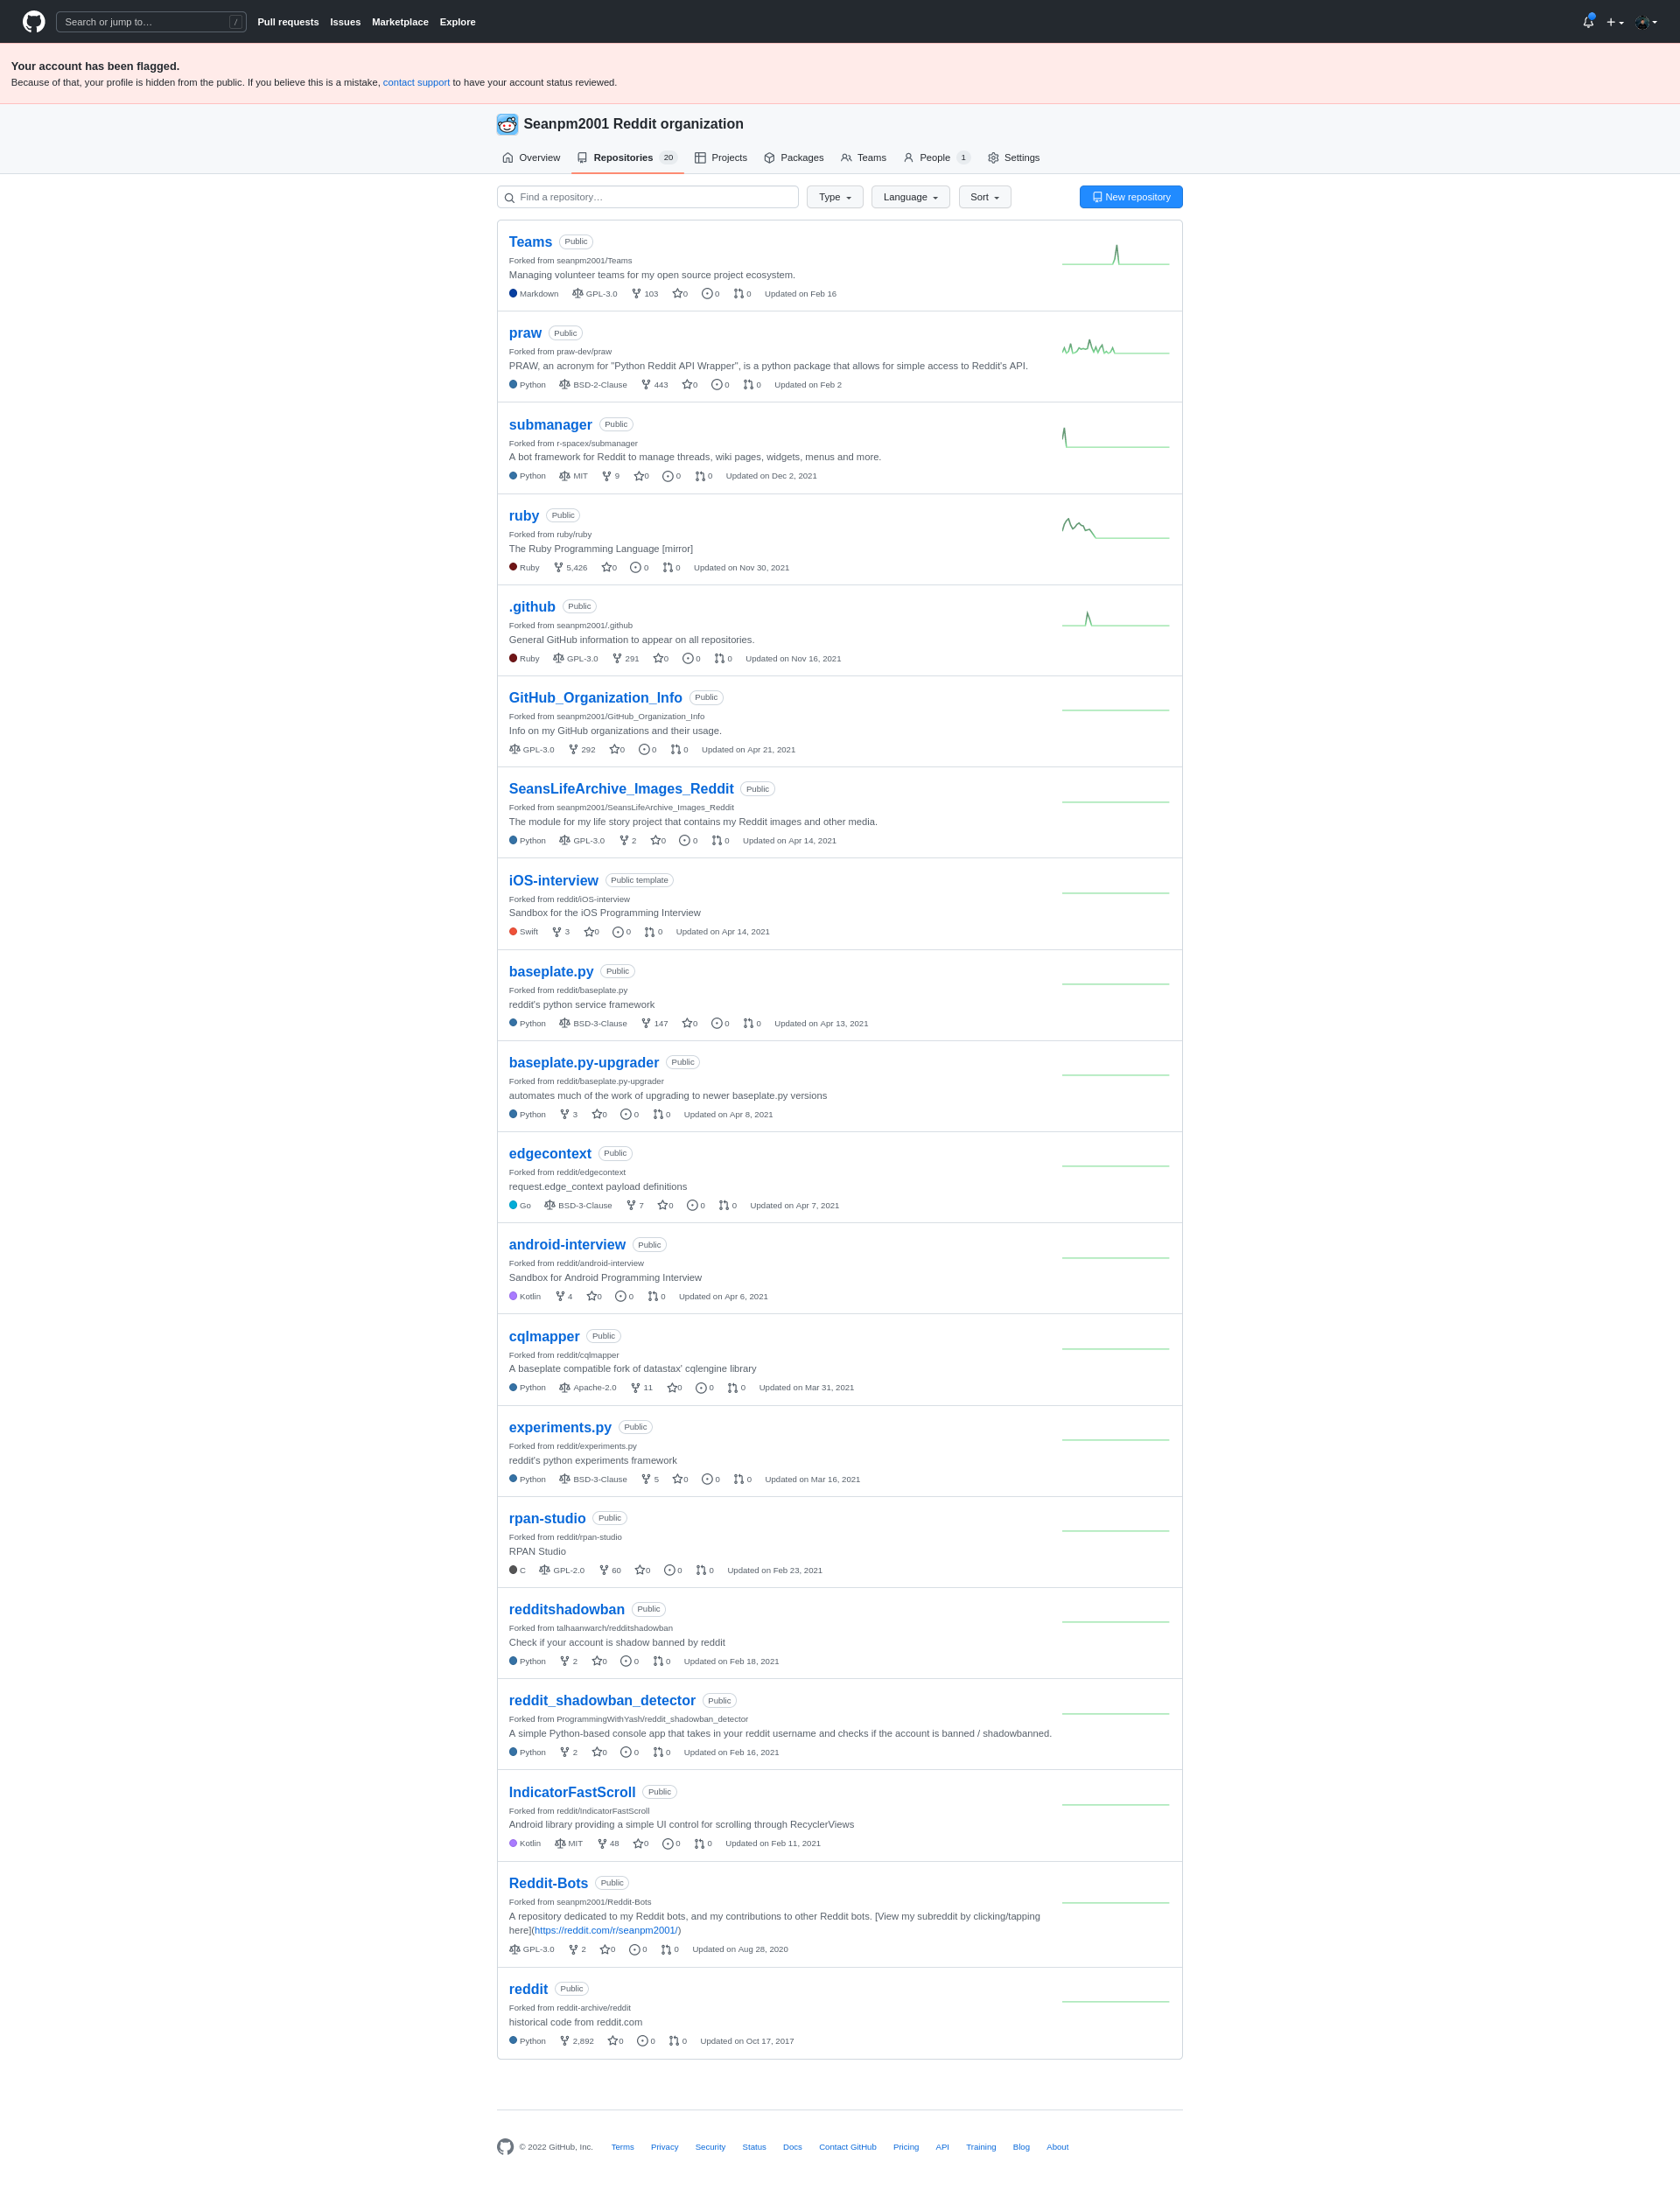 Search or jump to… /
Pull requests Issues Marketplace Explore
Your account has been flagged.
Because of that, your profile is hidden from the public. If you believe this is a mistake, contact support to have your account status reviewed.
Seanpm2001 Reddit organization
Overview Repositories 20 Projects Packages Teams People 1 Settings
Find a repository… Type Language Sort New repository
Teams Public
Forked from seanpm2001/Teams
Managing volunteer teams for my open source project ecosystem.
Markdown GPL-3.0 103 0 0 0 Updated on Feb 16
praw Public
Forked from praw-dev/praw
PRAW, an acronym for "Python Reddit API Wrapper", is a python package that allows for simple access to Reddit's API.
Python BSD-2-Clause 443 0 0 0 Updated on Feb 2
submanager Public
Forked from r-spacex/submanager
A bot framework for Reddit to manage threads, wiki pages, widgets, menus and more.
Python MIT 9 0 0 0 Updated on Dec 2, 2021
ruby Public
Forked from ruby/ruby
The Ruby Programming Language [mirror]
Ruby 5,426 0 0 0 Updated on Nov 30, 2021
.github Public
Forked from seanpm2001/.github
General GitHub information to appear on all repositories.
Ruby GPL-3.0 291 0 0 0 Updated on Nov 16, 2021
GitHub_Organization_Info Public
Forked from seanpm2001/GitHub_Organization_Info
Info on my GitHub organizations and their usage.
GPL-3.0 292 0 0 0 Updated on Apr 21, 2021
SeansLifeArchive_Images_Reddit Public
Forked from seanpm2001/SeansLifeArchive_Images_Reddit
The module for my life story project that contains my Reddit images and other media.
Python GPL-3.0 2 0 0 0 Updated on Apr 14, 2021
iOS-interview Public template
Forked from reddit/iOS-interview
Sandbox for the iOS Programming Interview
Swift 3 0 0 0 Updated on Apr 14, 2021
baseplate.py Public
Forked from reddit/baseplate.py
reddit's python service framework
Python BSD-3-Clause 147 0 0 0 Updated on Apr 13, 2021
baseplate.py-upgrader Public
Forked from reddit/baseplate.py-upgrader
automates much of the work of upgrading to newer baseplate.py versions
Python 3 0 0 0 Updated on Apr 8, 2021
edgecontext Public
Forked from reddit/edgecontext
request.edge_context payload definitions
Go BSD-3-Clause 7 0 0 0 Updated on Apr 7, 2021
android-interview Public
Forked from reddit/android-interview
Sandbox for Android Programming Interview
Kotlin 4 0 0 0 Updated on Apr 6, 2021
cqlmapper Public
Forked from reddit/cqlmapper
A baseplate compatible fork of datastax' cqlengine library
Python Apache-2.0 11 0 0 0 Updated on Mar 31, 2021
experiments.py Public
Forked from reddit/experiments.py
reddit's python experiments framework
Python BSD-3-Clause 5 0 0 0 Updated on Mar 16, 2021
rpan-studio Public
Forked from reddit/rpan-studio
RPAN Studio
C GPL-2.0 60 0 0 0 Updated on Feb 23, 2021
redditshadowban Public
Forked from talhaanwarch/redditshadowban
Check if your account is shadow banned by reddit
Python 2 0 0 0 Updated on Feb 18, 2021
reddit_shadowban_detector Public
Forked from ProgrammingWithYash/reddit_shadowban_detector
A simple Python-based console app that takes in your reddit username and checks if the account is banned / shadowbanned.
Python 2 0 0 0 Updated on Feb 16, 2021
IndicatorFastScroll Public
Forked from reddit/IndicatorFastScroll
Android library providing a simple UI control for scrolling through RecyclerViews
Kotlin MIT 48 0 0 0 Updated on Feb 11, 2021
Reddit-Bots Public
Forked from seanpm2001/Reddit-Bots
A repository dedicated to my Reddit bots, and my contributions to other Reddit bots. [View my subreddit by clicking/tapping
here](https://reddit.com/r/seanpm2001/)
GPL-3.0 2 0 0 0 Updated on Aug 28, 2020
reddit Public
Forked from reddit-archive/reddit
historical code from reddit.com
Python 2,892 0 0 0 Updated on Oct 17, 2017
© 2022 GitHub, Inc. Terms Privacy Security Status Docs Contact GitHub Pricing API Training Blog About